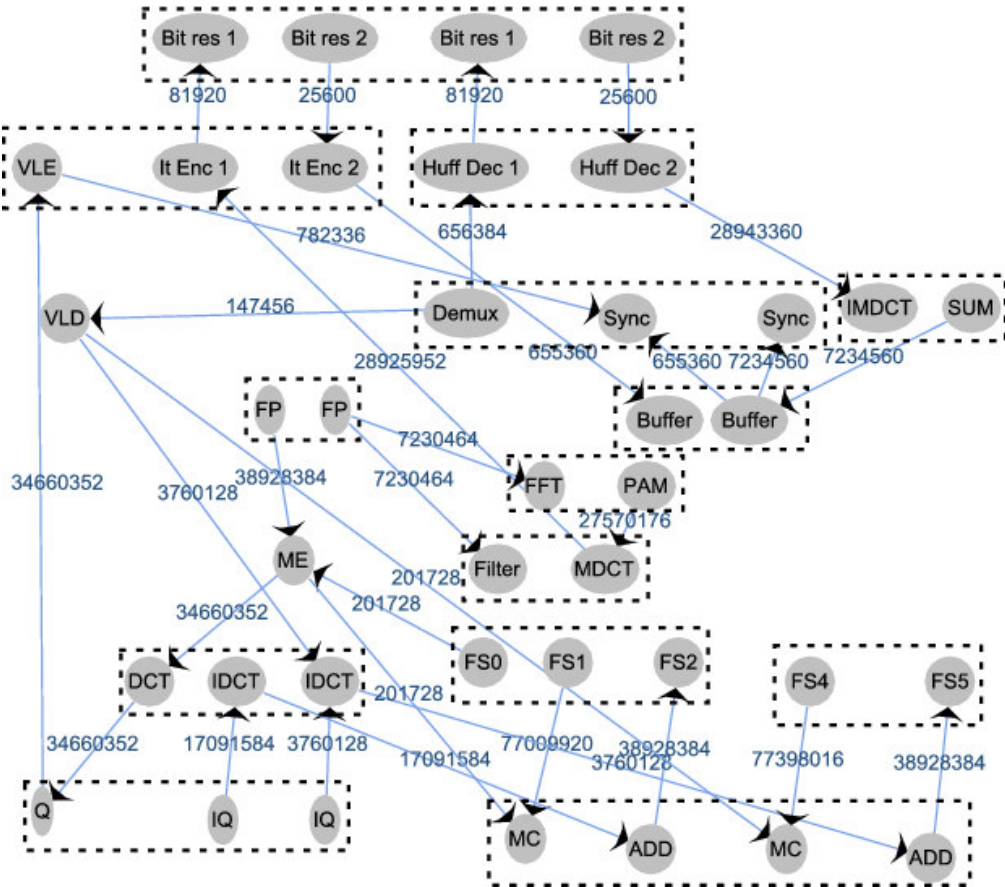 Bit res 1
Bit res 2
Bit res 1
Bit res 2
81920
25600
81920
25600
VLE
It Enc 1
It Enc 2
Huff Dec 1
Huff Dec 2
782336
656384
28943360
147456
VLD
Demux
Sync
Sync
IMDCT
SUM
28925952
655360
655360
7234560
7234560
FP
FP
Buffer
Buffer
7230464
34660352
3760128
38928384
7230464
FFT
PAM
27570176
ME
Filter
MDCT
201728
201728
34660352
DCT
IDCT
IDCT
FS0
FS1
FS2
FS4
FS5
201728
34660352
17091584
3760128
17091584
77009920
38928384
3760128
77398016
38928384
Q
IQ
IQ
MC
ADD
MC
ADD